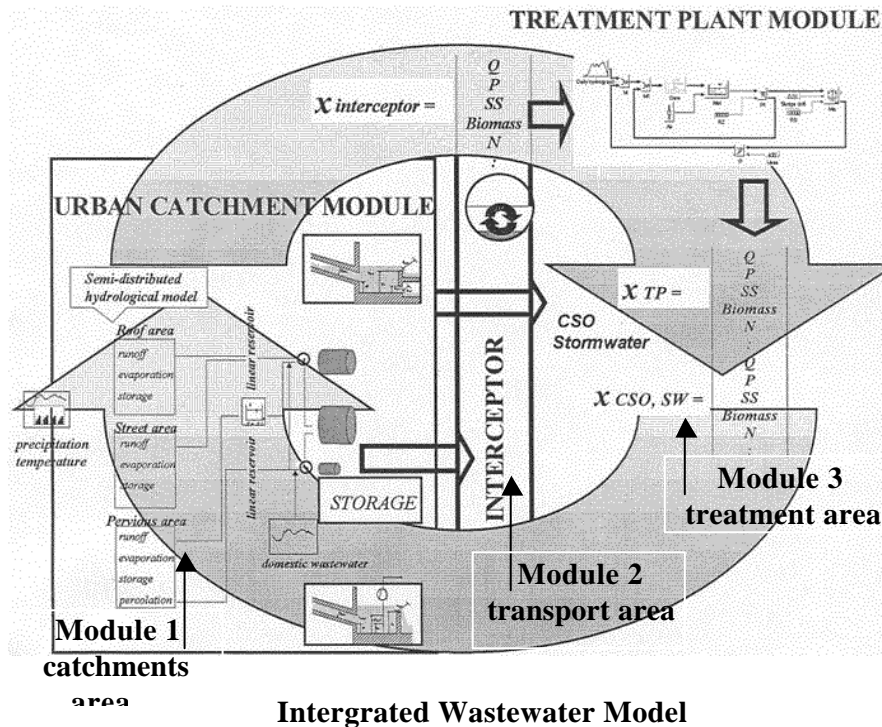 TREATMENT PLANT MODULE
x interceptor =
Q
P
SS
Biomass
N
:
URBAN CATCHMENT MODULE
Semi-distributed
hydrological model
Roof area
runoff
evaporation
storage
linear reservoir
precipitation
temperature
Street area
runoff
evaporation
storage
linear reservoir
STORAGE
Pervious area
runoff
evaporation
storage
percolation
domestic wastewater
INTERCEPTOR
CSO
Stormwater
x TP =
Q
P
SS
Biomass
N
:
x CSO, SW =
Q
P
SS
Biomass
N
:
Module 3
treatment area
Module 2
transport area
Module 1
catchments
area
Intergrated Wastewater Model